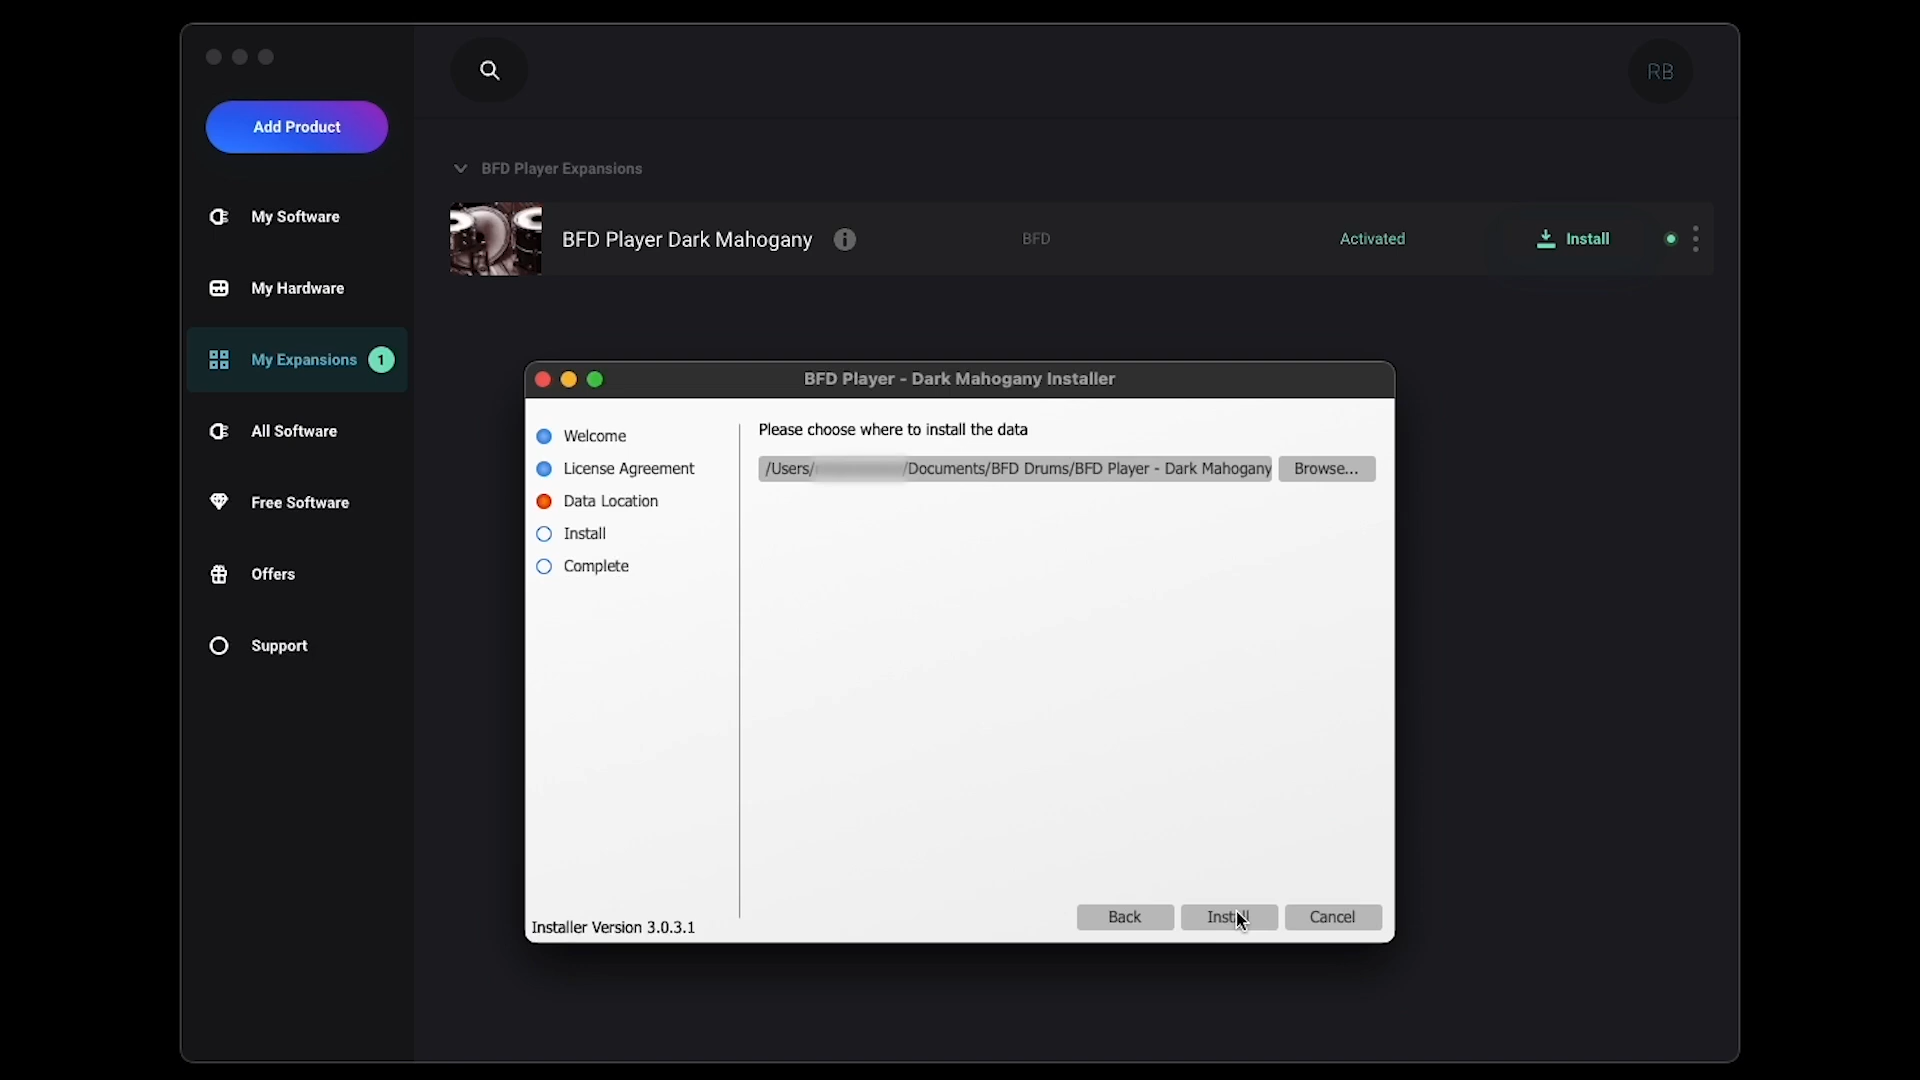 RB
Add Product
My Software
My Hardware
My Expansions 1
All Software
Free Software
Offers
Support
BFD Player Expansions
BFD Player Dark Mahogany i BFD Activated Install
BFD Player - Dark Mahogany Installer
Welcome
License Agreement
Data Location
Install
Complete
Installer Version 3.0.3.1
Please choose where to install the data
/Users/ /Documents/BFD Drums/BFD Player - Dark Mahogany Browse...
Back Install Cancel